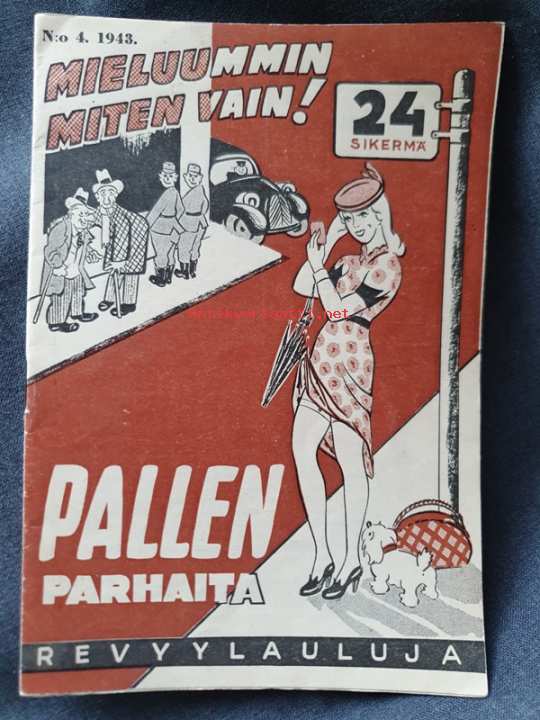 N:o 4. 1943.
MIELUUMMIN
MITEN VAIN!
24
SIKERMÄ
PALLEN
PARHAITA
REVYYLAULUJA